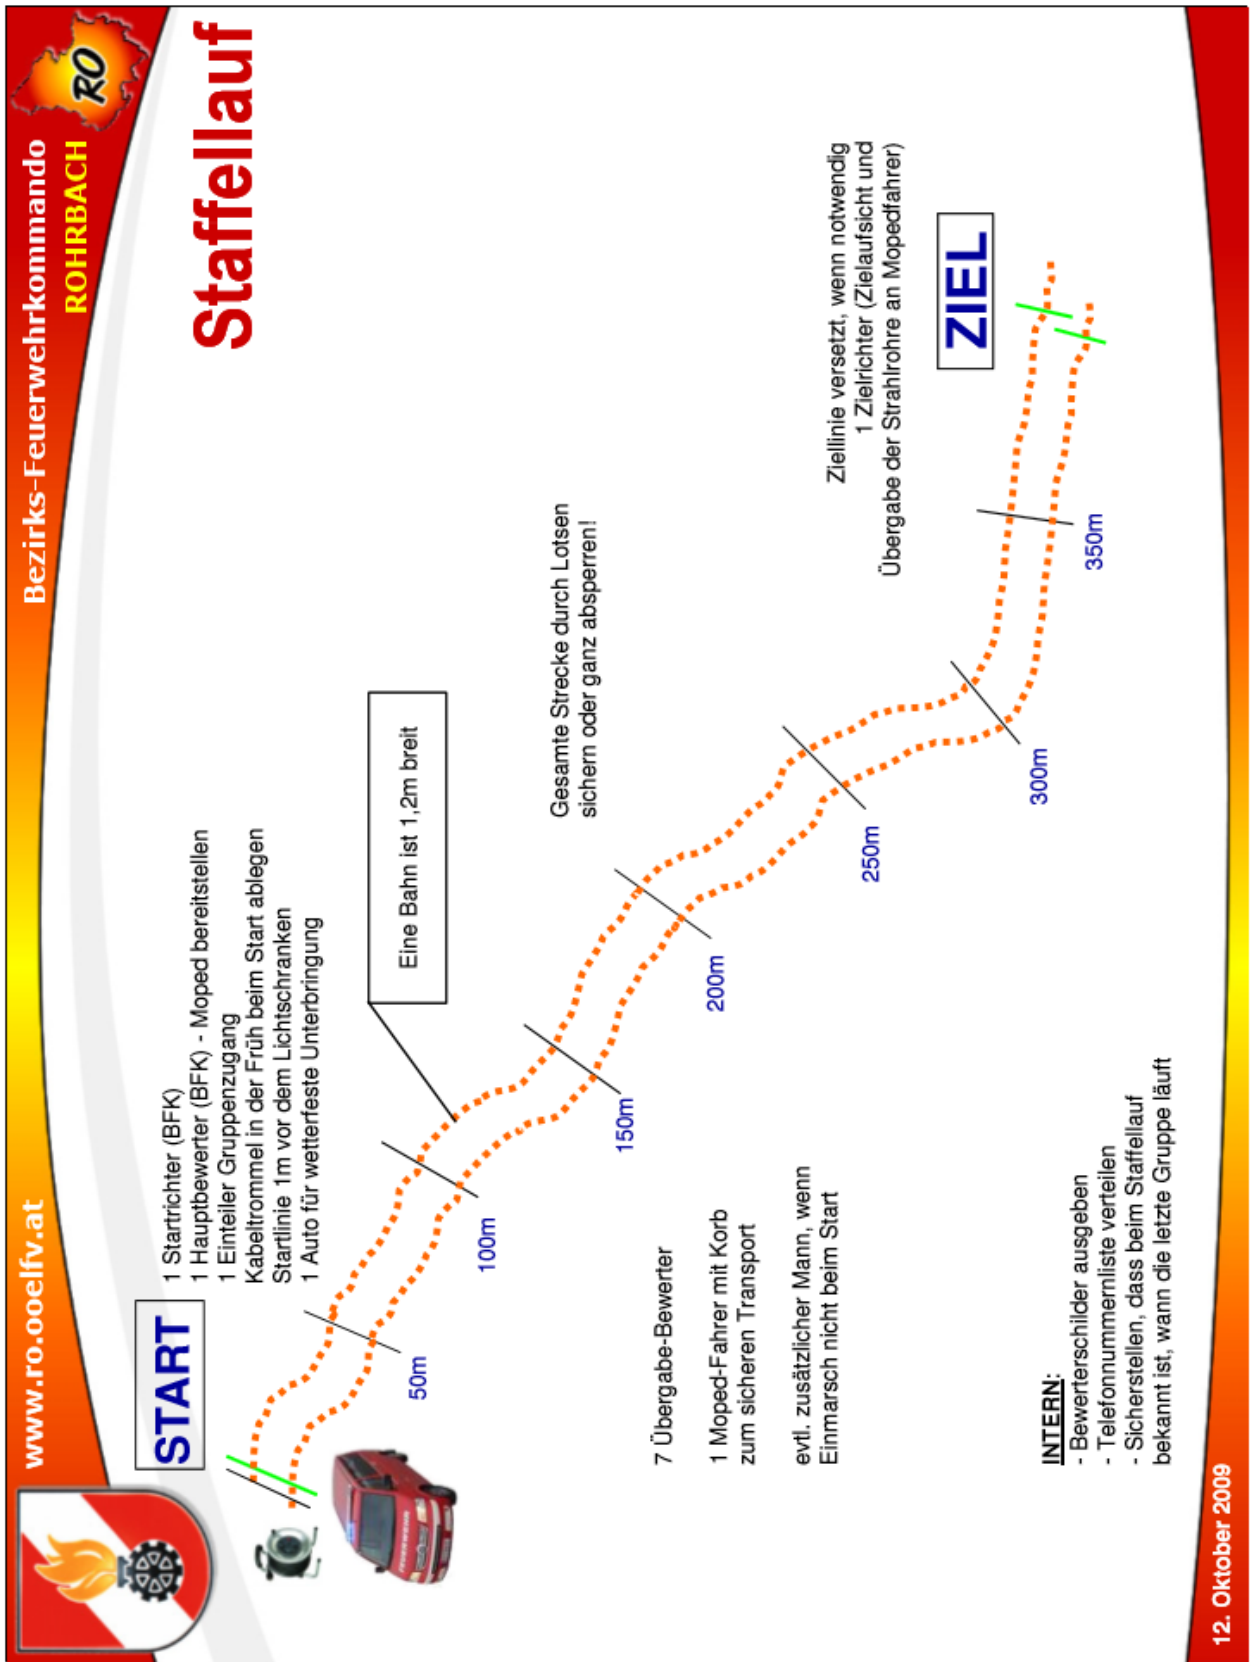 www.ro.ooelfv.at
Bezirks-Feuerwehrkommando
ROHRBACH
RO
Staffellauf
START
1 Startrichter (BFK)
1 Hauptbewerter (BFK) - Moped bereitstellen
1 Einteiler Gruppenzugang
Kabeltrommel in der Früh beim Start ablegen
Startlinie 1m vor dem Lichtschranken
1 Auto für wetterfeste Unterbringung
Eine Bahn ist 1,2m breit
Gesamte Strecke durch Lotsen
sichern oder ganz absperren!
Ziellinie versetzt, wenn notwendig
1 Zielrichter (Zielaufsicht und
Übergabe der Strahlrohre an Mopedfahrer)
ZIEL
50m
100m
150m
200m
250m
300m
350m
FEUERWEHR
7 Übergabe-Bewerter
1 Moped-Fahrer mit Korb
zum sicheren Transport
evtl. zusätzlicher Mann, wenn
Einmarsch nicht beim Start
INTERN:
- Bewerterschilder ausgeben
- Telefonnummernliste verteilen
- Sicherstellen, dass beim Staffellauf
bekannt ist, wann die letzte Gruppe läuft
12. Oktober 2009